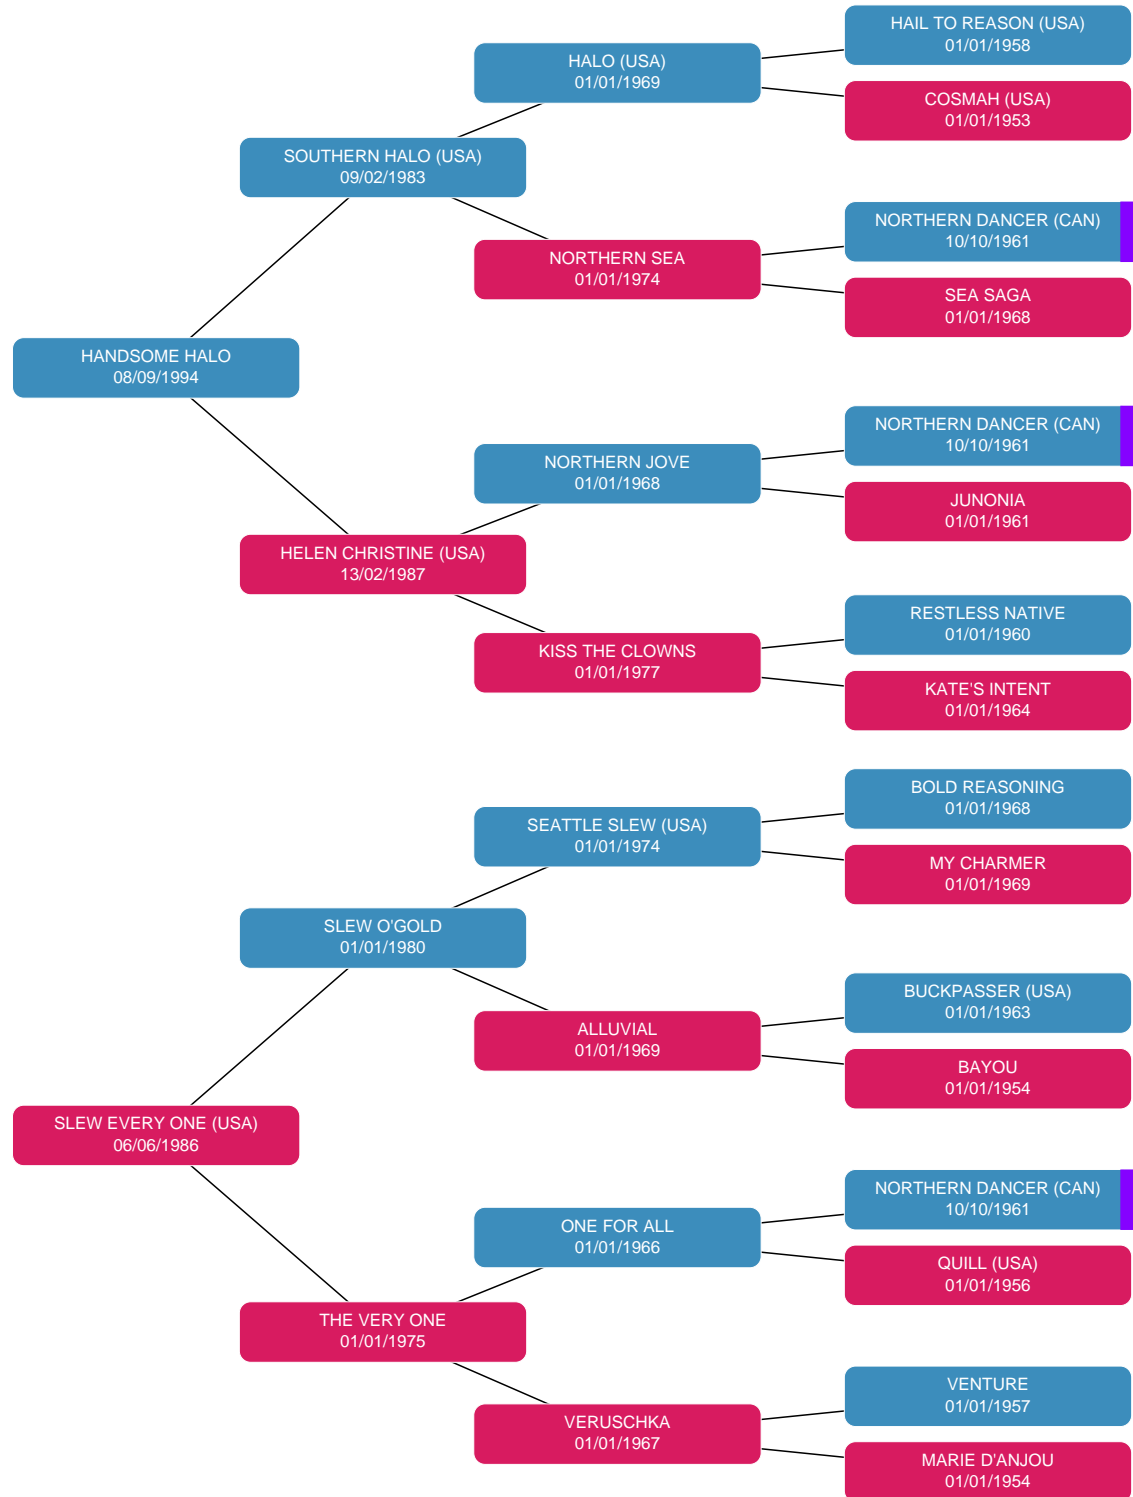 HAIL TO REASON (USA)
01/01/1958
HALO (USA)
01/01/1969
COSMAH (USA)
01/01/1953
SOUTHERN HALO (USA)
09/02/1983
NORTHERN DANCER (CAN)
10/10/1961
NORTHERN SEA
01/01/1974
SEA SAGA
01/01/1968
HANDSOME HALO
08/09/1994
NORTHERN DANCER (CAN)
10/10/1961
NORTHERN JOVE
01/01/1968
JUNONIA
01/01/1961
HELEN CHRISTINE (USA)
13/02/1987
RESTLESS NATIVE
01/01/1960
KISS THE CLOWNS
01/01/1977
KATE'S INTENT
01/01/1964
BOLD REASONING
01/01/1968
SEATTLE SLEW (USA)
01/01/1974
MY CHARMER
01/01/1969
SLEW O'GOLD
01/01/1980
BUCKPASSER (USA)
01/01/1963
ALLUVIAL
01/01/1969
BAYOU
01/01/1954
SLEW EVERY ONE (USA)
06/06/1986
NORTHERN DANCER (CAN)
10/10/1961
ONE FOR ALL
01/01/1966
QUILL (USA)
01/01/1956
THE VERY ONE
01/01/1975
VENTURE
01/01/1957
VERUSCHKA
01/01/1967
MARIE D'ANJOU
01/01/1954